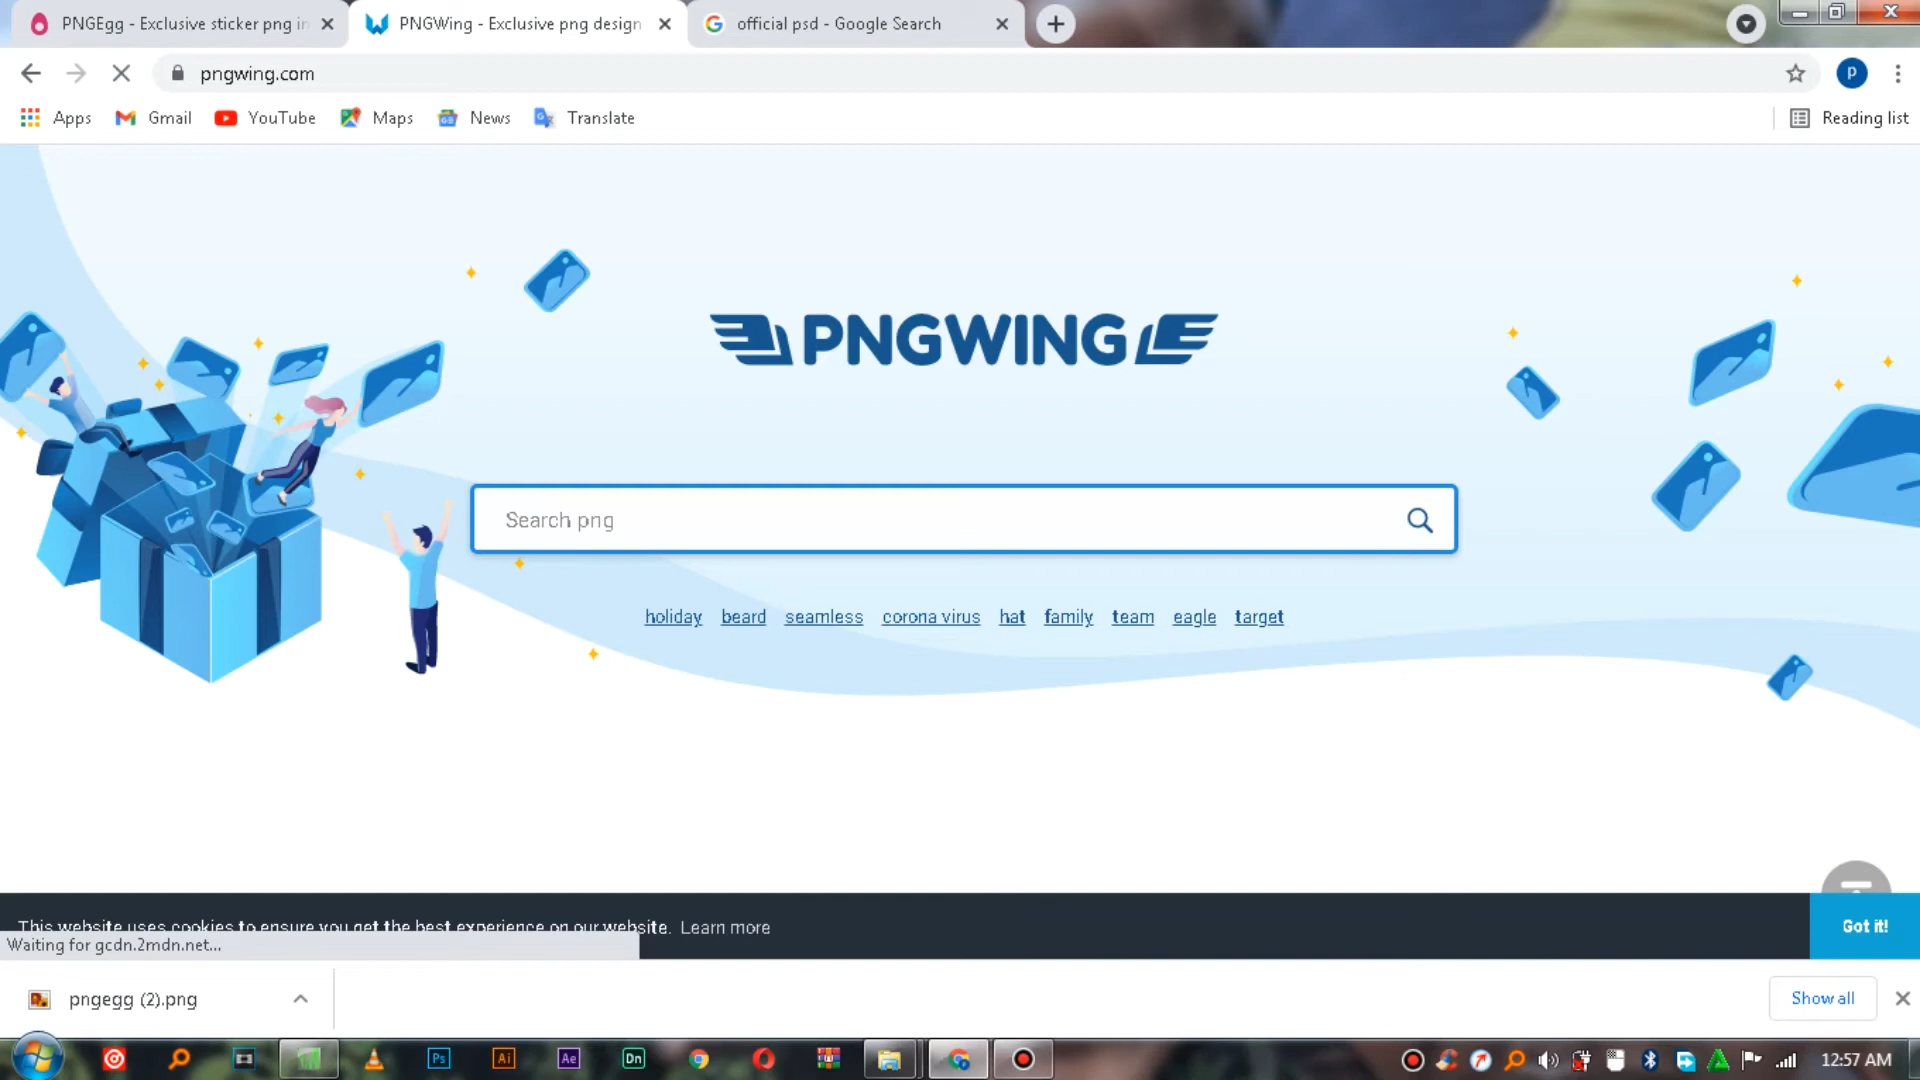 PNGEgg - Exclusive sticker png in
PNGWing - Exclusive png design
official psd - Google Search
pngwing.com
P
Apps
Gmail
YouTube
Maps
News
Translate
Reading list
PNGWING
Search png
holiday beard seamless corona virus hat family team eagle target
This website uses cookies to ensure you get the best experience on our website. Learn more
Got it!
Waiting for gcdn.2mdn.net...
pngegg (2).png
Show all
Ps
Ai
Ae
Dn
12:57 AM